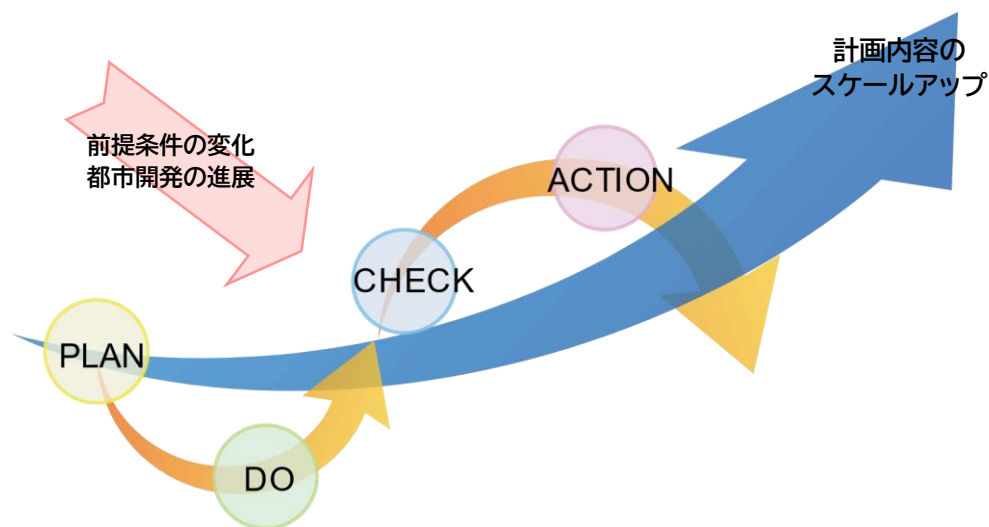 計画内容の
スケールアップ
前提条件の変化
都市開発の進展
ACTION
CHECK
PLAN
DO